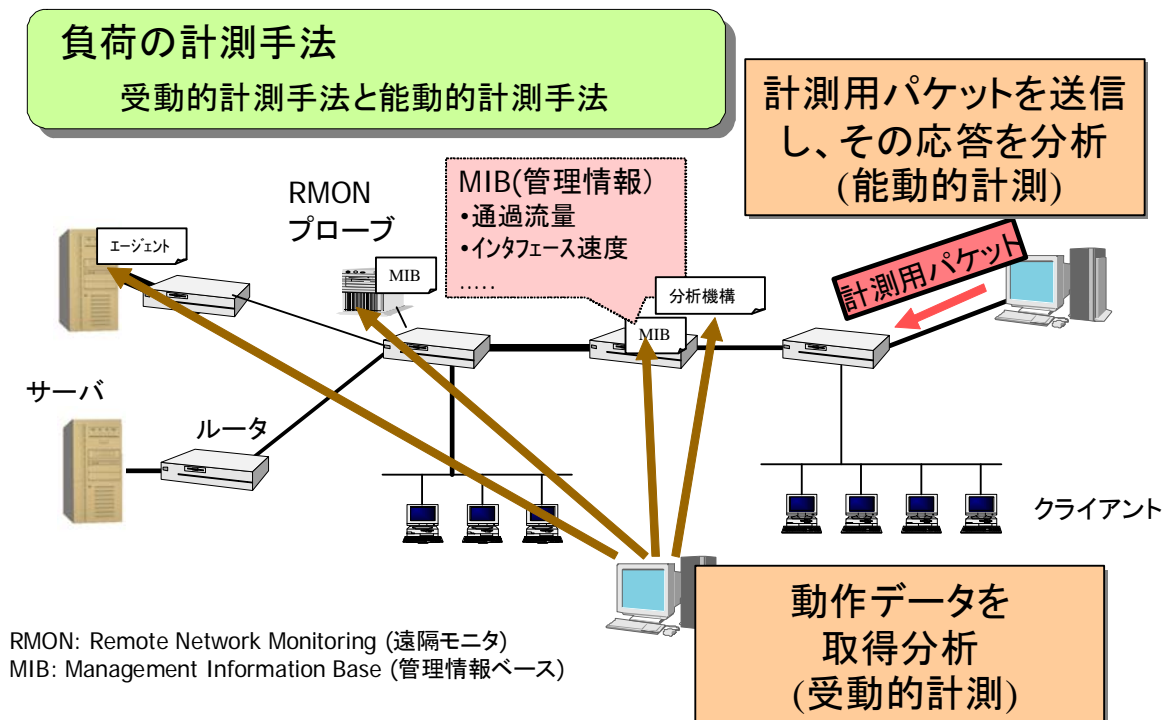 負荷の計測手法
受動的計測手法と能動的計測手法
計測用パケットを送信
し、その応答を分析
(能動的計測)
RMON
プローブ
MIB(管理情報)
・通過流量
・インタフェース速度
.....
エージェント
MIB
分析機構
MIB
計測用パケット
サーバ
ルータ
クライアント
動作データを
取得分析
(受動的計測)
RMON: Remote Network Monitoring (遠隔モニタ)
MIB: Management Information Base (管理情報ベース)